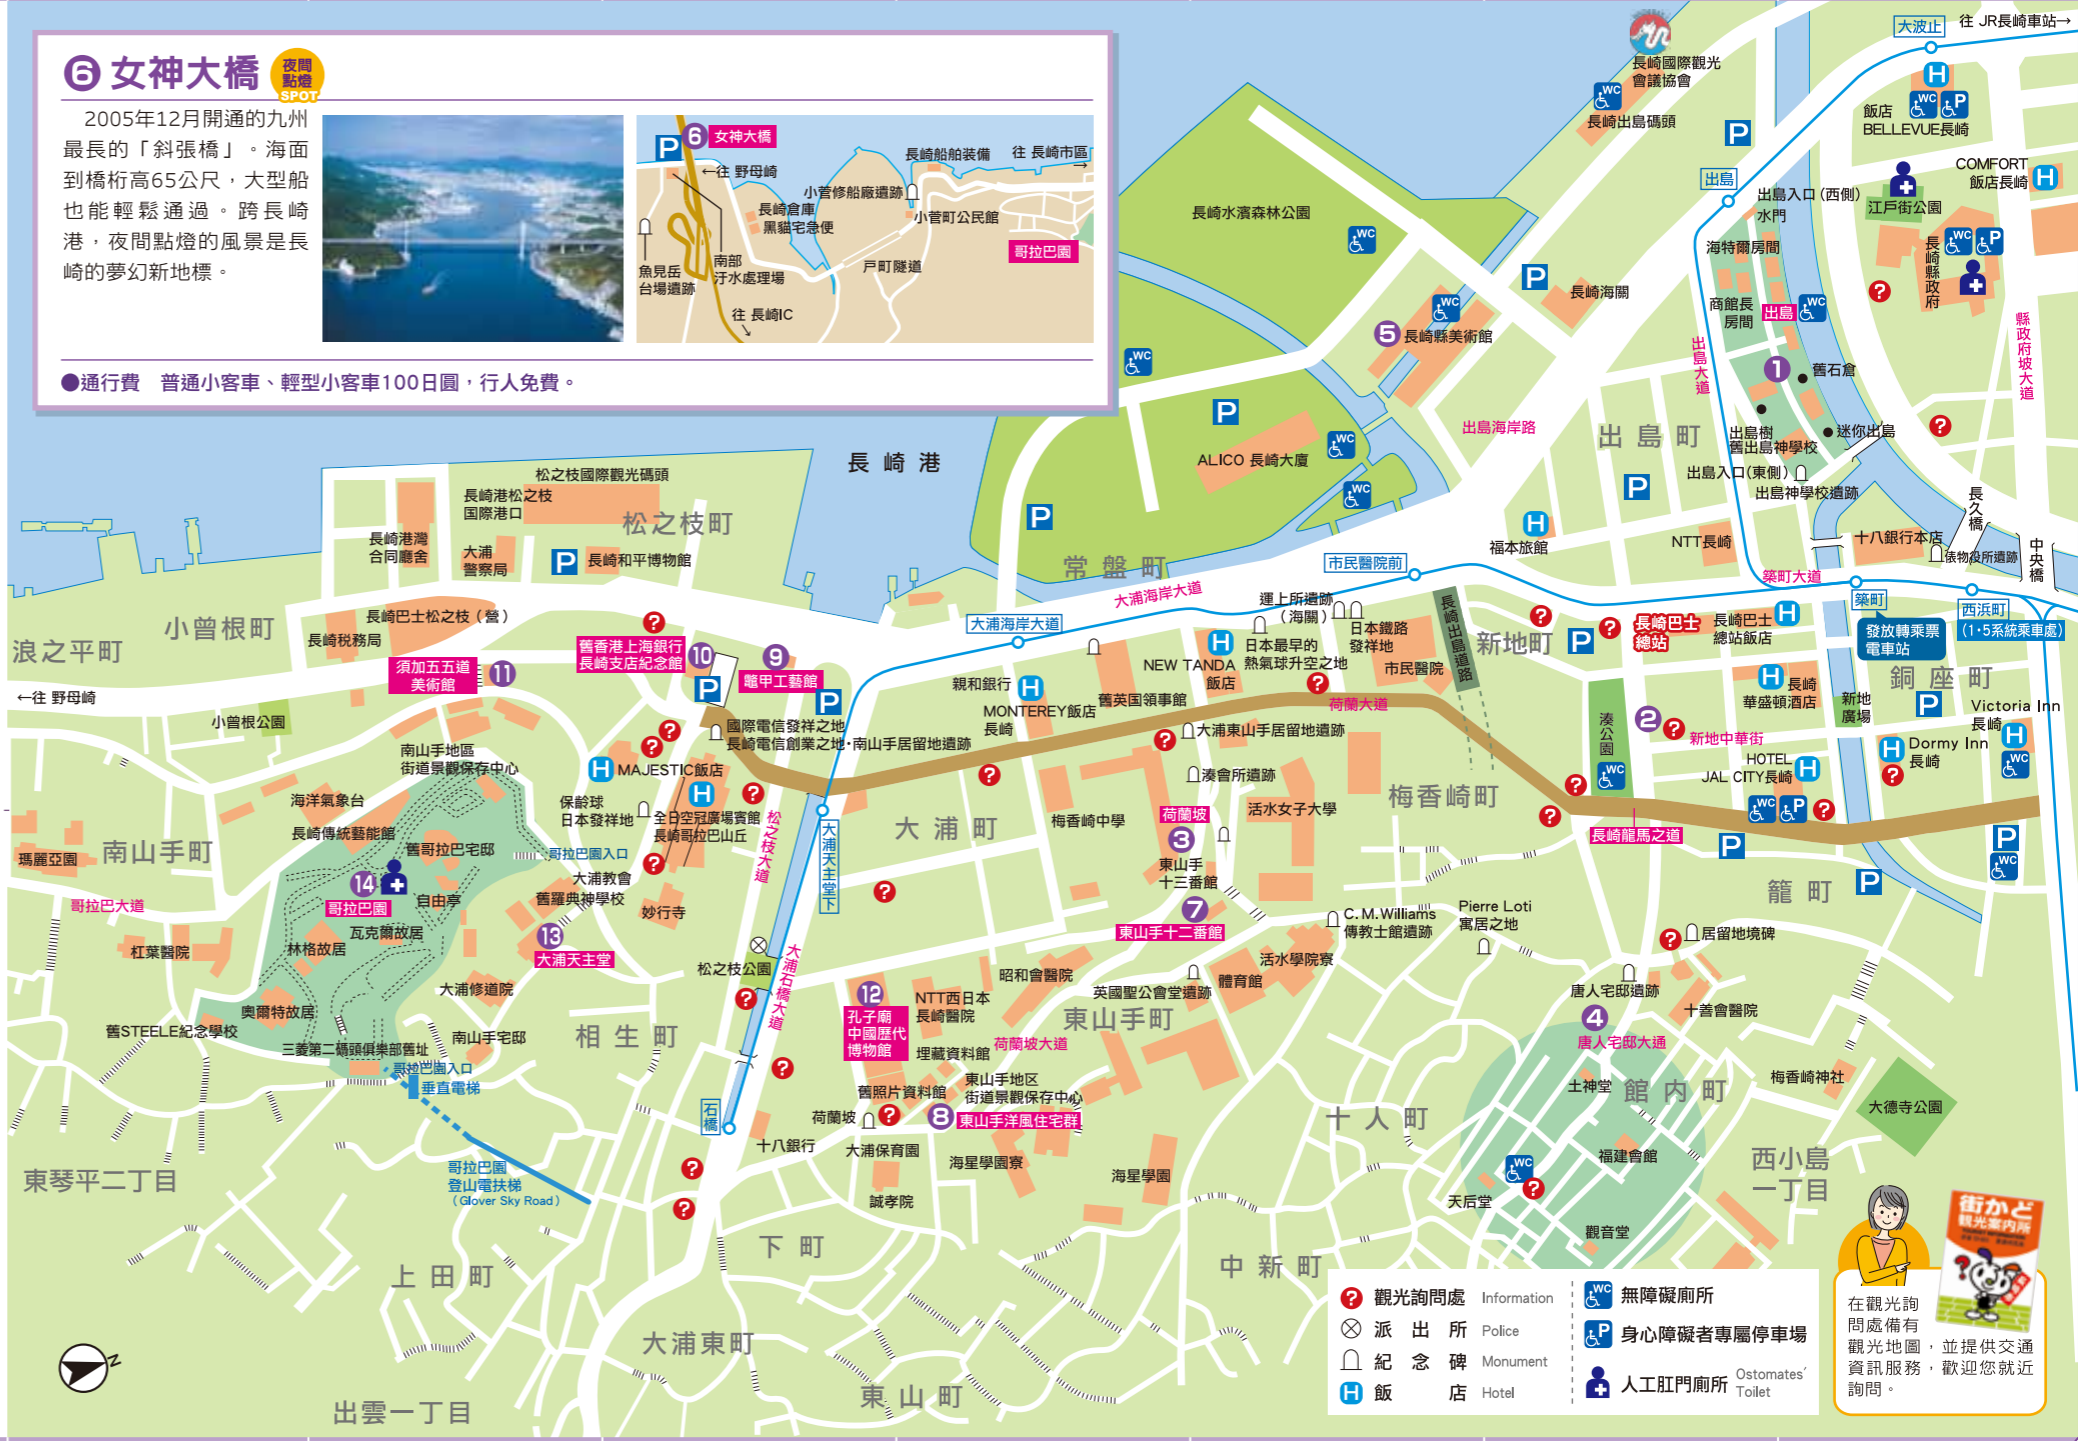 6 女神大橋
夜間
點燈
SPOT
2005年12月開通的九州
最長的「斜張橋」。海面
到橋桁高65公尺，大型船
也能輕鬆通過。跨長崎
港，夜間點燈的風景是長
崎的夢幻新地標。
P
6 女神大橋
←往 野母崎
長崎船舶裝備
往 長崎市區
→
小菅修船廠遺跡
長崎倉庫
黑貓宅急便
小菅町公民館
哥拉巴園
魚見岳
台場遺跡
南部
汙水處理場
戶町隧道
往 長崎IC
●通行費 普通小客車、輕型小客車100日圓，行人免費。
長崎國際觀光
會議協會
長崎出島碼頭
大波止
往 JR長崎車站→
飯店
BELLEVUE長崎
COMFORT
飯店長崎
江戶街公園
長崎縣政府
縣政府坡大道
出島
出島入口 (西側)
水門
海特爾房間
商館長
房間
出島
1
舊石倉
出島大道
出島樹
舊出島神學校
迷你出島
出島入口(東側)
出島神學校遺跡
長崎水濱森林公園
長崎海關
5 長崎縣美術館
出島海岸路
出島町
ALICO 長崎大廈
長崎港
常盤町
福本旅館
NTT長崎
十八銀行本店
長久橋
俵物役所遺跡
中央橋
築町大道
築町
西浜町
(1·5系統乘車處)
發放轉乘票
電車站
銅座町
松之枝國際觀光碼頭
長崎港松之枝
国際港口
松之枝町
長崎港灣
合同廳舍
大浦
警察局
長崎和平博物館
長崎巴士松之枝（營）
長崎稅務局
小曾根町
浪之平町
←往 野母崎
須加五五道
美術館
11
舊香港上海銀行
長崎支店紀念館
10
9
鼈甲工藝館
小曾根公園
國際電信發祥之地
長崎電信創業之地·南山手居留地遺跡
大浦海岸大道
大浦海岸大道
市民醫院前
運上所遺跡
（海關）
日本最早的
熱氣球升空之地
日本鐵路
發祥地
市民醫院
NEW TANDA
飯店
舊英国領事館
親和銀行
MONTEREY飯店
長崎
荷蘭大道
長崎出島道路
新地町
長崎巴士
總站
長崎巴士
總站飯店
長崎
華盛頓酒店
新地
廣場
Victoria Inn
長崎
Dormy Inn
長崎
湊公園
2
新地中華街
HOTEL
JAL CITY長崎
長崎龍馬之道
籠町
梅香崎町
大浦東山手居留地遺跡
湊會所遺跡
活水女子大學
荷蘭坡
3
東山手
十三番館
梅香崎中學
大浦町
7
東山手十二番館
C.M.Williams
傳教士館遺跡
Pierre Loti
寓居之地
居留地境碑
唐人宅邸遺跡
十善會醫院
4
唐人宅邸大通
土神堂
館内町
梅香崎神社
大德寺公園
福建會館
天后堂
觀音堂
西小島
一丁目
十人町
活水學院寮
體育館
英國聖公會堂遺跡
昭和會醫院
東山手町
荷蘭坡大道
南山手地區
街道景觀保存中心
海洋氣象台
長崎傳統藝能館
舊哥拉巴宅邸
14
哥拉巴園
自由亭
瓦克爾故居
林格故居
奧爾特故居
瑪麗亞園
南山手町
哥拉巴大道
杠葉醫院
舊STEELE紀念學校
三菱第二碼頭俱樂部舊址
哥拉巴園入口
垂直電梯
哥拉巴園
登山電扶梯
(Glover Sky Road)
MAJESTIC飯店
保齡球
日本發祥地
全日空冠廣場賓館
長崎哥拉巴山丘
哥拉巴園入口
大浦教會
舊羅典神學校
妙行寺
13
大浦天主堂
大浦修道院
南山手宅邸
相生町
松之枝大道
大浦天主堂下
松之枝公園
大浦石橋大道
12
孔子廟
中國歷代
博物館
NTT西日本
長崎醫院
埋藏資料館
舊照片資料館
東山手地区
街道景觀保存中心
8 東山手洋風住宅群
荷蘭坡
石橋
十八銀行
大浦保育園
誠孝院
海星學園寮
海星學園
東琴平二丁目
上田町
下町
中新町
大浦東町
東山町
出雲一丁目
N
觀光詢問處 Information
派出所 Police
紀念碑 Monument
飯店 Hotel
無障礙廁所
身心障礙者專屬停車場
人工肛門廁所 Ostomates' Toilet
街かど
観光案内所
在觀光詢
問處備有
觀光地圖，並提供交通
資訊服務，歡迎您就近
詢問。